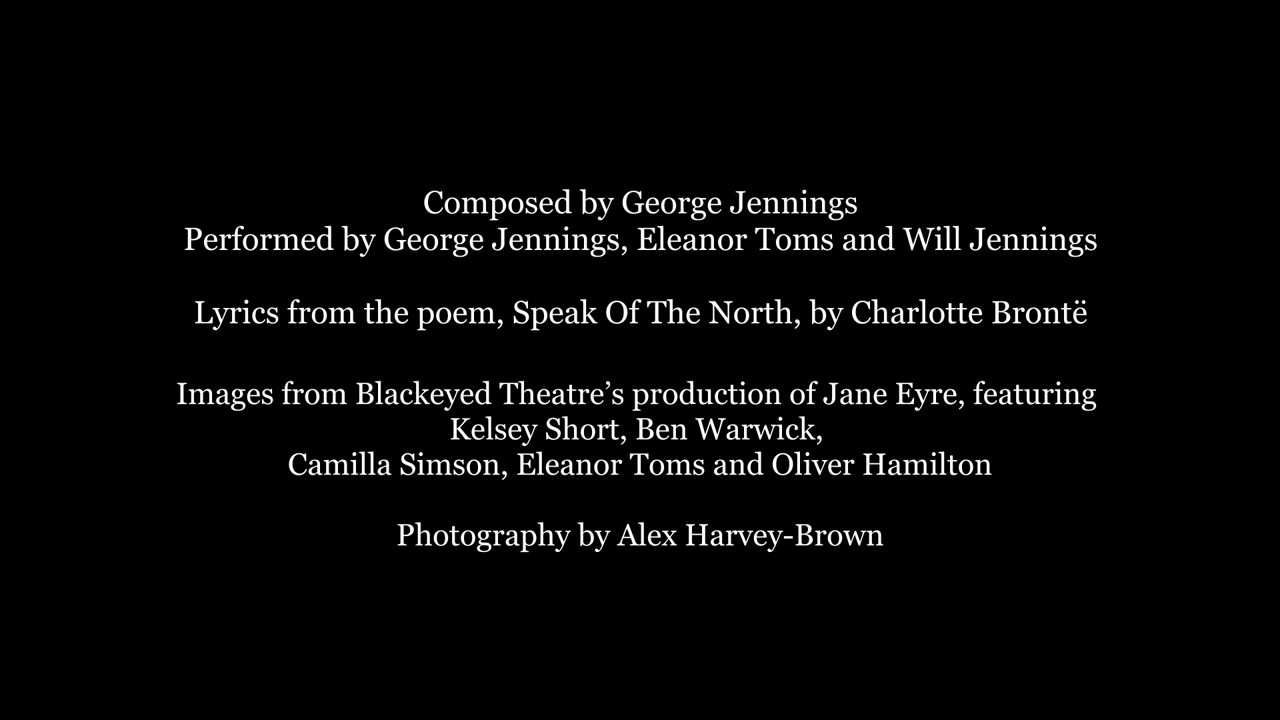 Composed by George Jennings
Performed by George Jennings, Eleanor Toms and Will Jennings
Lyrics from the poem, Speak Of The North, by Charlotte Brontë
Images from Blackeyed Theatre’s production of Jane Eyre, featuring
Kelsey Short, Ben Warwick,
Camilla Simson, Eleanor Toms and Oliver Hamilton
Photography by Alex Harvey-Brown